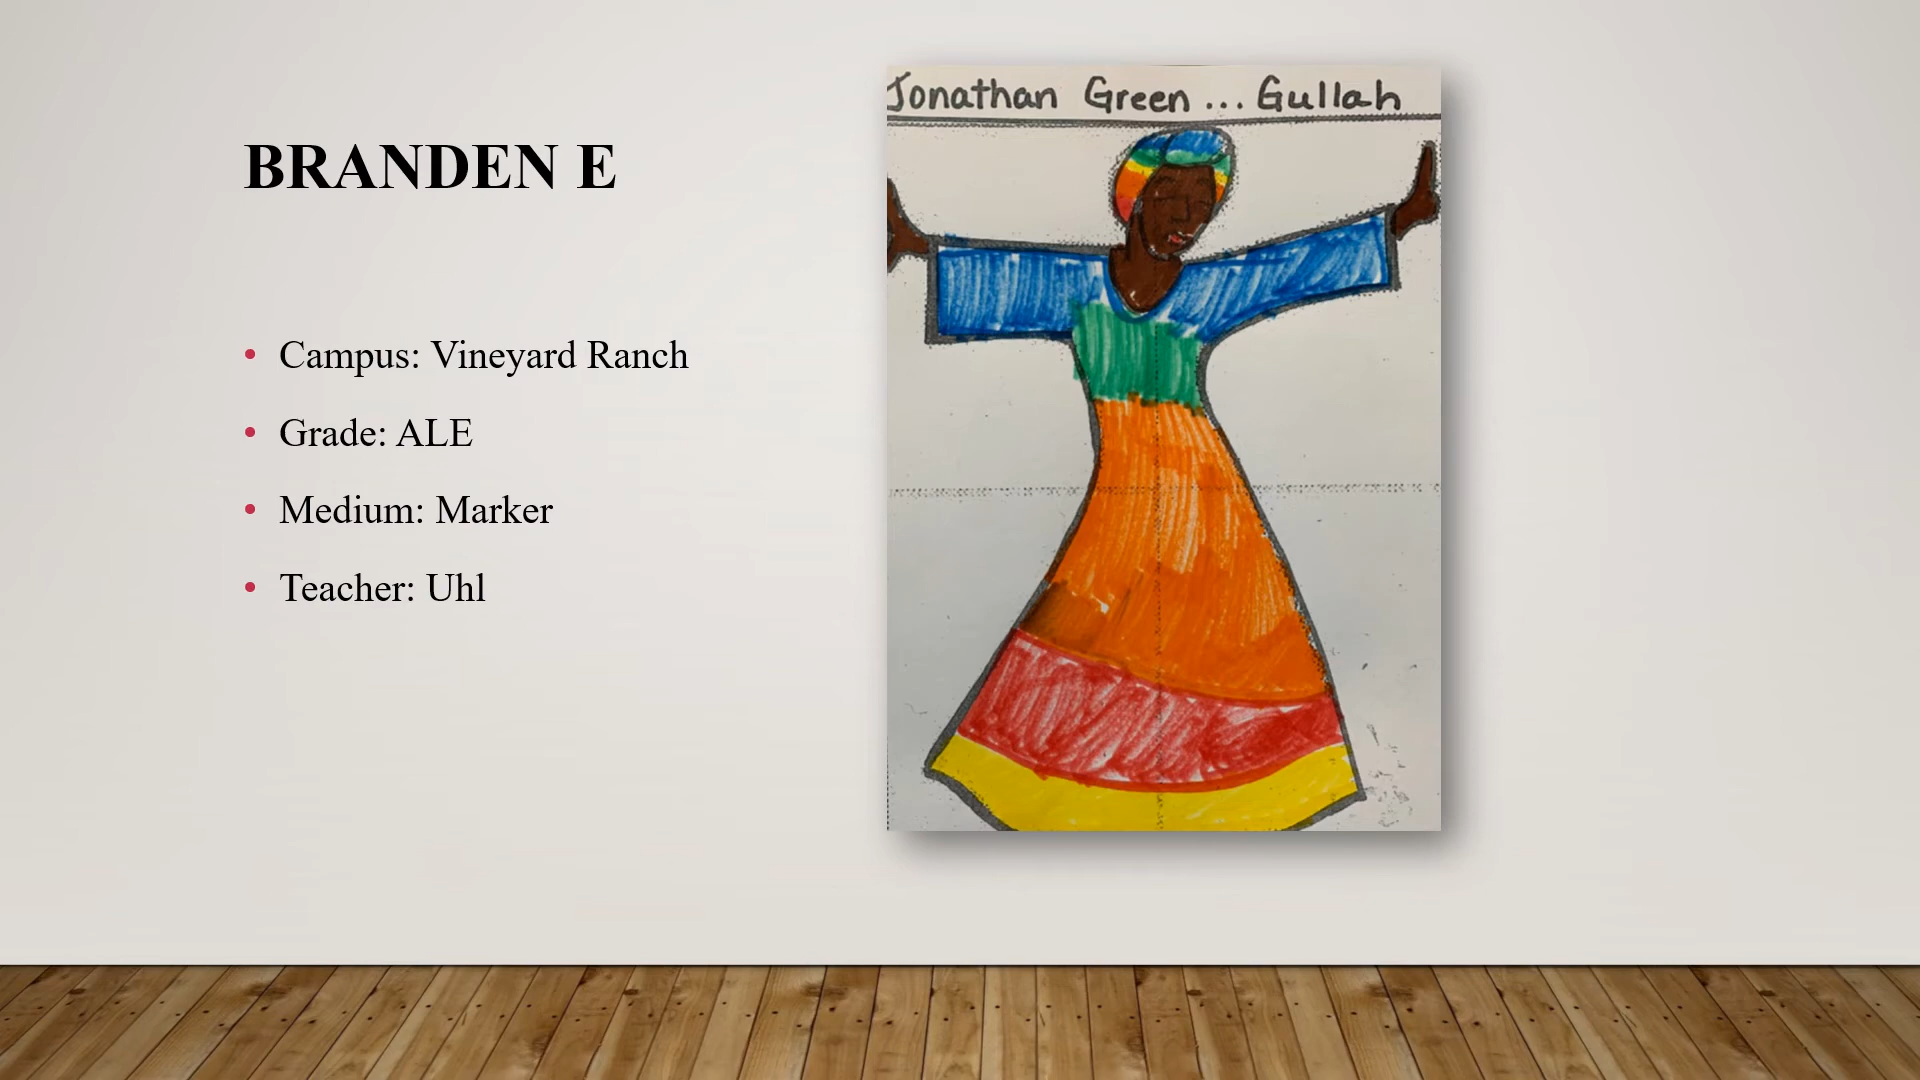 BRANDEN E
• Campus: Vineyard Ranch
• Grade: ALE
• Medium: Marker
• Teacher: Uhl
Jonathan Green... Gullah